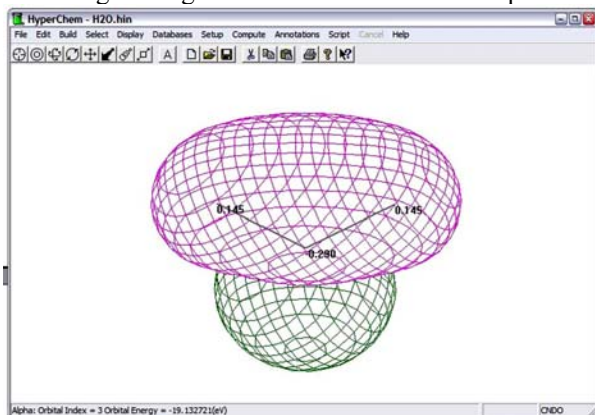 HyperChem - H2O.hin
File Edit Build Select Display Databases Setup Compute Annotations Script Cancel Help
A
0.145 0.145
0.290
Alpha: Orbital Index = 3 Orbital Energy = -19.132721(eV) CNDO